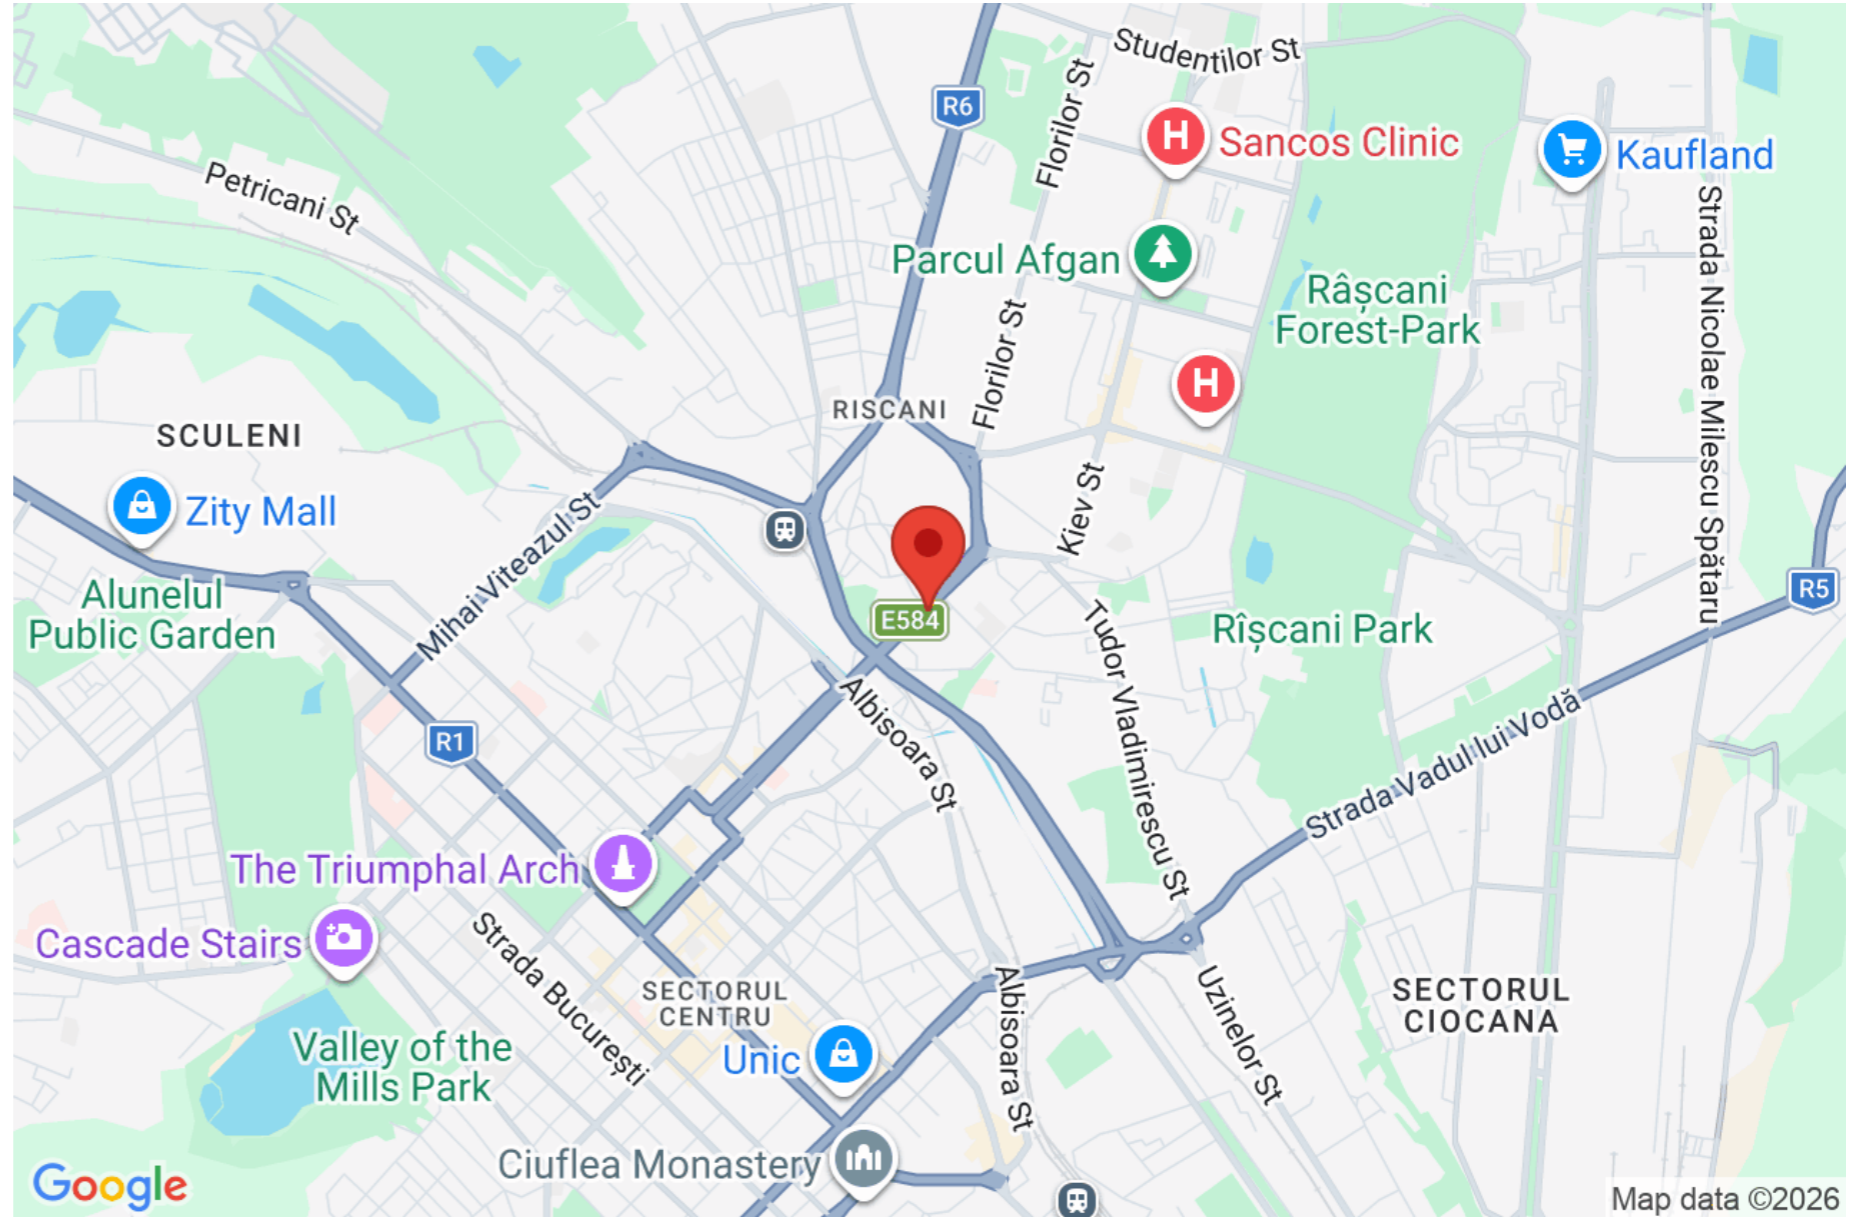 Studentilor St
R6
Florilor St
H
Sancos Clinic
Kaufland
Petricani St
Strada Nicolae Milescu Spătaru
Parcul Afgan
Râșcani
Forest-Park
Florilor St
H
RISCANI
SCULENI
Zity Mall
Mihai Viteazul St
Kiev St
Alunelul
Public Garden
E584
R5
Tudor Vladimirescu St
Rîșcani Park
Albisoara St
R1
Strada Vadul lui Vodă
The Triumphal Arch
Cascade Stairs
Strada București
SECTORUL
CENTRU
Albisoara St
Uzinelor St
SECTORUL
CIOCANA
Valley of the
Mills Park
Unic
Ciuflea Monastery
Google
Map data ©2026